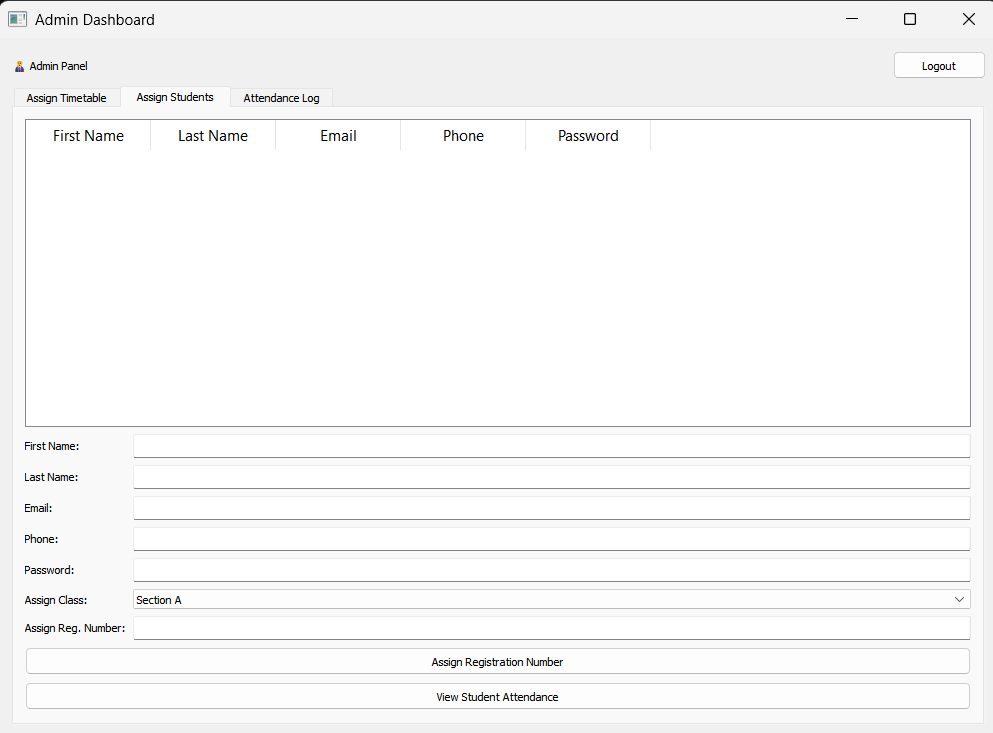 Admin Dashboard
Admin Panel
Logout
Assign Timetable Assign Students Attendance Log
First Name Last Name Email Phone Password
First Name:
Last Name:
Email:
Phone:
Password:
Assign Class: Section A
Assign Reg. Number:
Assign Registration Number
View Student Attendance